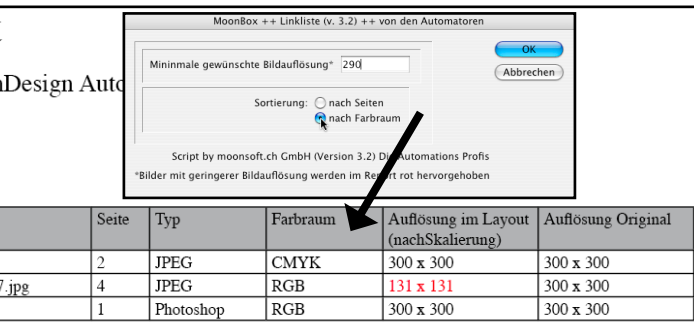 MoonBox ++ Linkliste (v. 3.2) ++ von den Automatoren
Mininmale gewünschte Bildauflösung* 290
OK
Abbrechen
Sortierung: nach Seiten
nach Farbraum
Script by moonsoft.ch GmbH (Version 3.2) Die Automations Profis
*Bilder mit geringerer Bildauflösung werden im Report rot hervorgehoben
nDesign Auto
Seite Typ Farbraum Auflösung im Layout Auflösung Original
(nachSkalierung)
2 JPEG CMYK 300 x 300 300 x 300
7.jpg 4 JPEG RGB 131 x 131 300 x 300
1 Photoshop RGB 300 x 300 300 x 300